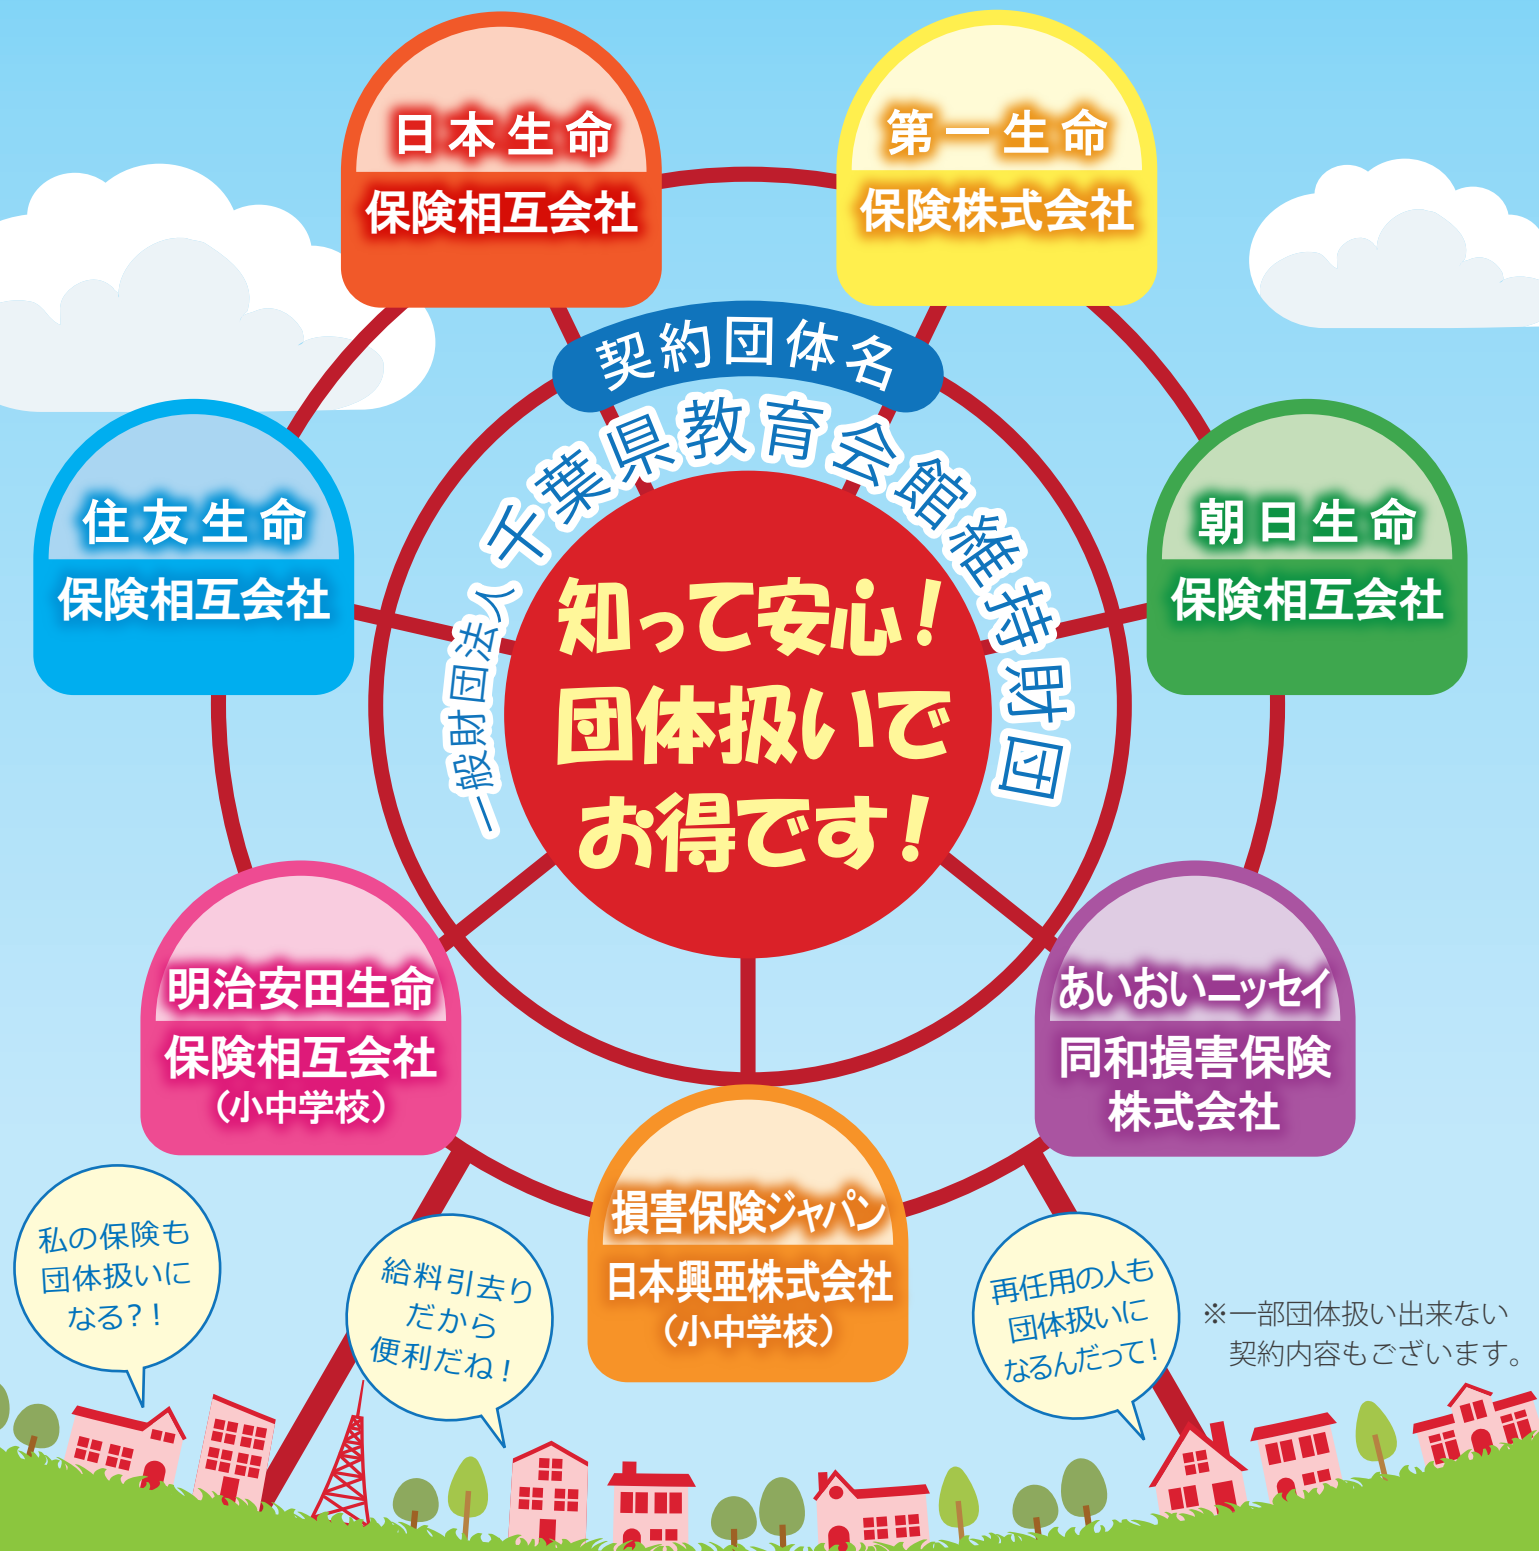 日本生命
保険相互会社
第一生命
保険株式会社
契約団体名
一般財団法人千葉県教育会館維持財団
住友生命
保険相互会社
朝日生命
保険相互会社
知って安心！
団体扱いで
お得です！
明治安田生命
保険相互会社
（小中学校）
あいおいニッセイ
同和損害保険
株式会社
損害保険ジャパン
日本興亜株式会社
（小中学校）
私の保険も
団体扱いに
なる？！
給料引去り
だから
便利だね！
再任用の人も
団体扱いに
なるんだって！
※一部団体扱い出来ない
契約内容もございます。